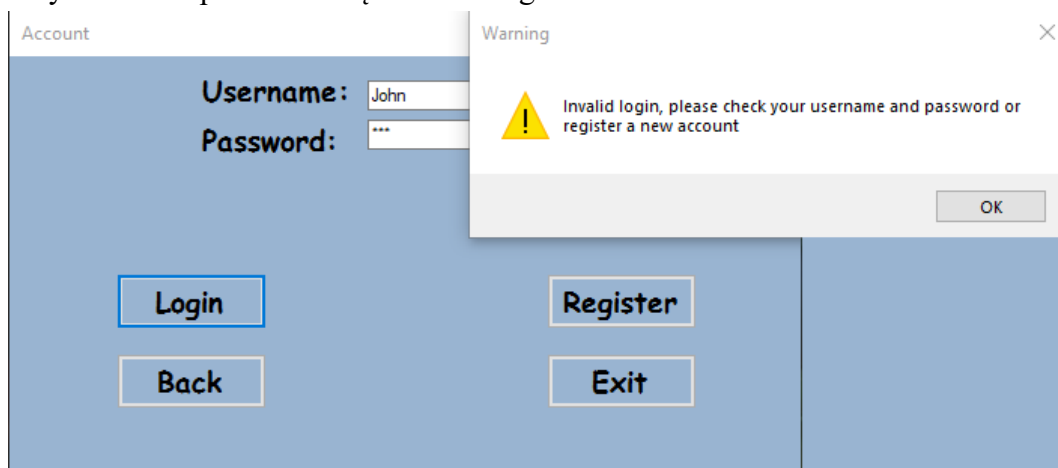 Account
Username: John
Password: ***
Warning
Invalid login, please check your username and password or
register a new account
OK
Login
Register
Back
Exit